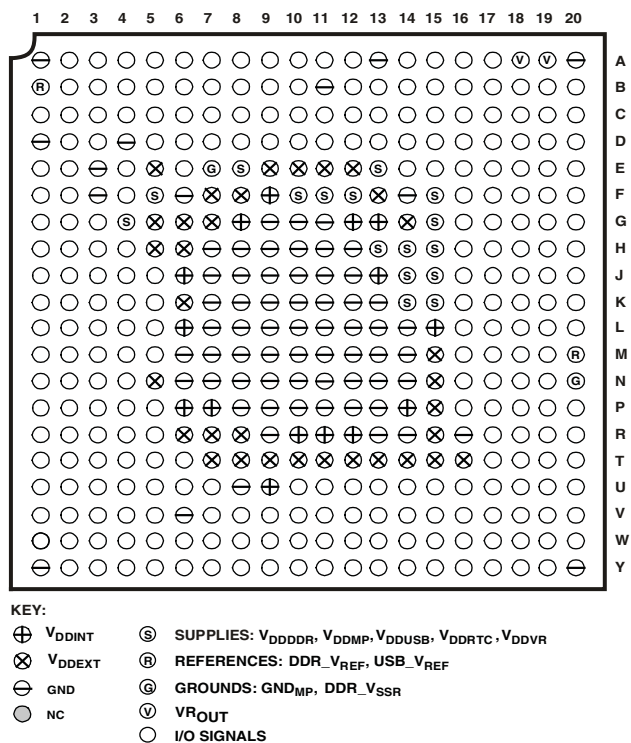 1 2 3 4 5 6 7 8 9 10 11 12 13 14 15 16 17 18 19 20
V V A
R B
C
D
G S S E
S S S S S F
S S G
S S S H
S S J
S S K
L
R M
G N
P
R
T
U
V
W
Y
KEY:
VDDINT S SUPPLIES: VDDDDR, VDDMP, VDDUSB, VDDRTC, VDDVR
VDDEXT R REFERENCES: DDR_VREF, USB_VREF
GND G GROUNDS: GNDMP, DDR_VSSR
NC V VROUT
I/O SIGNALS